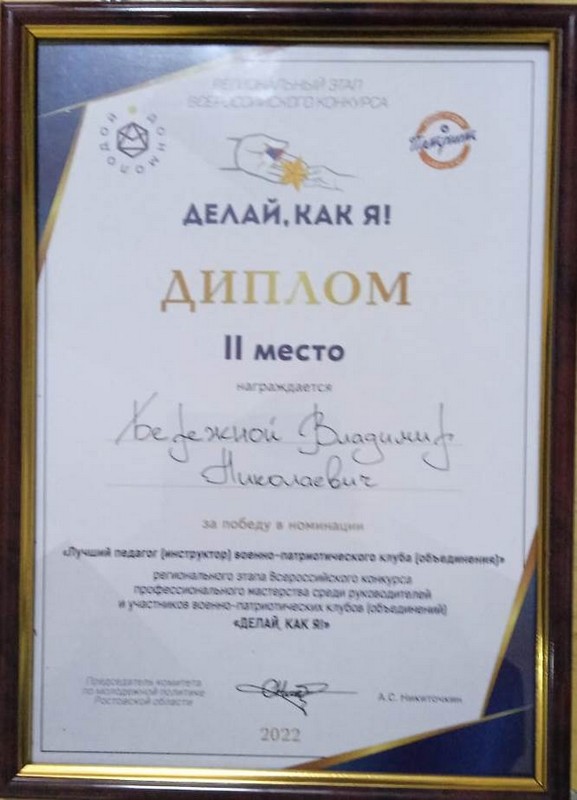 РЕГИОНАЛЬНЫЙ ЭТАП
ВСЕРОССИЙСКОГО КОНКУРСА
ДЕЛАЙ, КАК Я!
ДИПЛОМ
II место
награждается
Бережной Владимир
Николаевич
за победу в номинации
«Лучший педагог (инструктор) военно-патриотического клуба (объединения)»
регионального этапа Всероссийского конкурса
профессионального мастерства среди руководителей
и участников военно-патриотических клубов (объединений)
«ДЕЛАЙ, КАК Я!»
Председатель комитета
по молодежной политике
Ростовской области
А.С. Никиточкин
2022